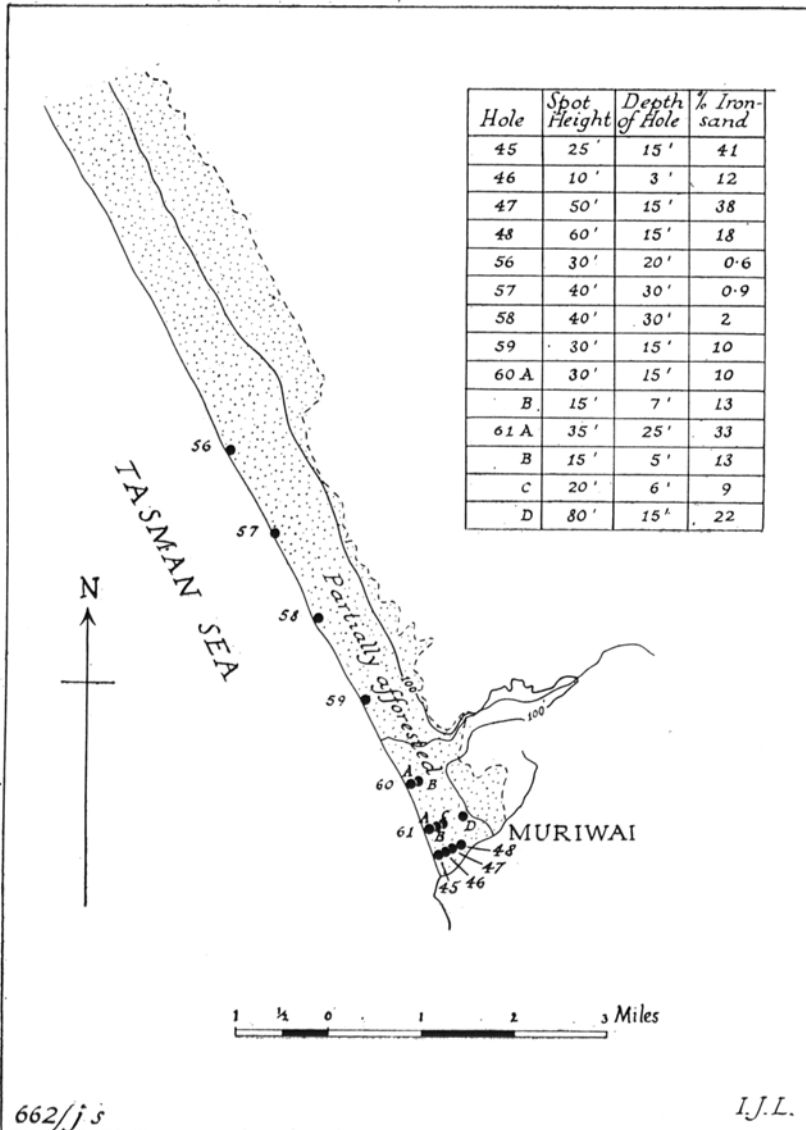 Hole Spot Height Depth of Hole % Iron-sand
45 25' 15' 41
46 10' 3' 12
47 50' 15' 38
48 60' 15' 18
56 30' 20' 0·6
57 40' 30' 0·9
58 40' 30' 2
59 30' 15' 10
60 A 30' 15' 10
B 15' 7' 13
61 A 35' 25' 33
B 15' 5' 13
C 20' 6' 9
D 80' 15' 22
56
TASMAN SEA
57
N
58
Partially afforested
59
100
100
A
60 B
A C D
61 B
MURIWAI
48
47
46
45
1 ½ 0 1 2 3 Miles
662/js
I.J.L.